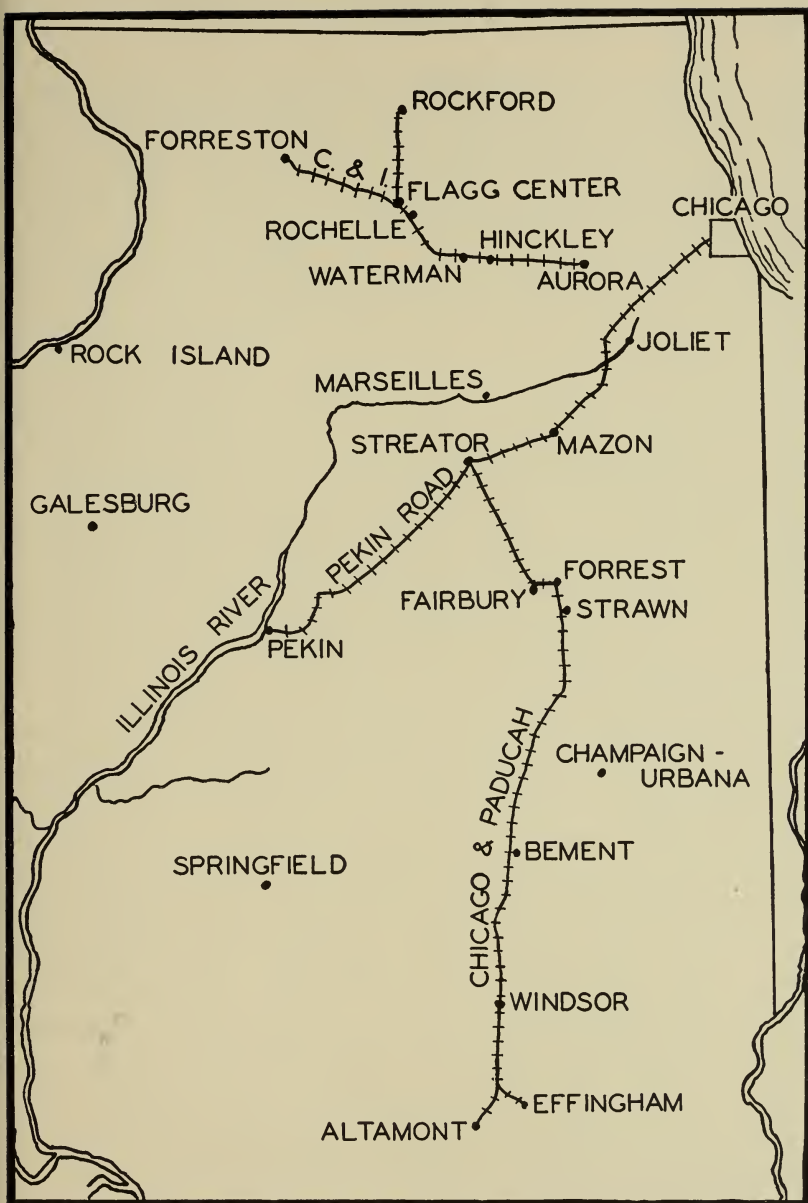 ROCKFORD
FORRESTON
C. & I.
FLAGG CENTER
ROCHELLE
CHICAGO
HINCKLEY
WATERMAN
AURORA
ROCK ISLAND
JOLIET
MARSEILLES
STREATOR
MAZON
GALESBURG
PEKIN ROAD
FORREST
FAIRBURY
STRAWN
ILLINOIS RIVER
PEKIN
CHICAGO & PADUCAH
CHAMPAIGN -
URBANA
BEMENT
SPRINGFIELD
WINDSOR
EFFINGHAM
ALTAMONT